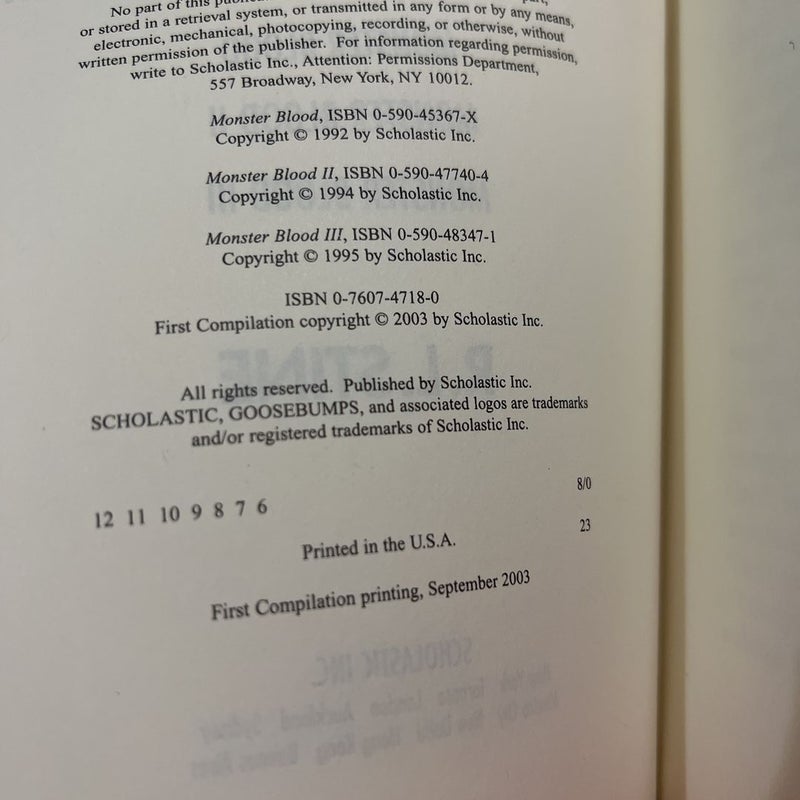 No part of this
or stored in a retrieval system, or transmitted in any form or by any means,
electronic, mechanical, photocopying, recording, or otherwise, without
written permission of the publisher. For information regarding permission,
write to Scholastic Inc., Attention: Permissions Department,
557 Broadway, New York, NY 10012.
Monster Blood, ISBN 0-590-45367-X
Copyright © 1992 by Scholastic Inc.
Monster Blood II, ISBN 0-590-47740-4
Copyright © 1994 by Scholastic Inc.
Monster Blood III, ISBN 0-590-48347-1
Copyright © 1995 by Scholastic Inc.
ISBN 0-7607-4718-0
First Compilation copyright © 2003 by Scholastic Inc.
All rights reserved. Published by Scholastic Inc.
SCHOLASTIC, GOOSEBUMPS, and associated logos are trademarks
and/or registered trademarks of Scholastic Inc.
12 11 10 9 8 7 6 8/0
23
Printed in the U.S.A.
First Compilation printing, September 2003